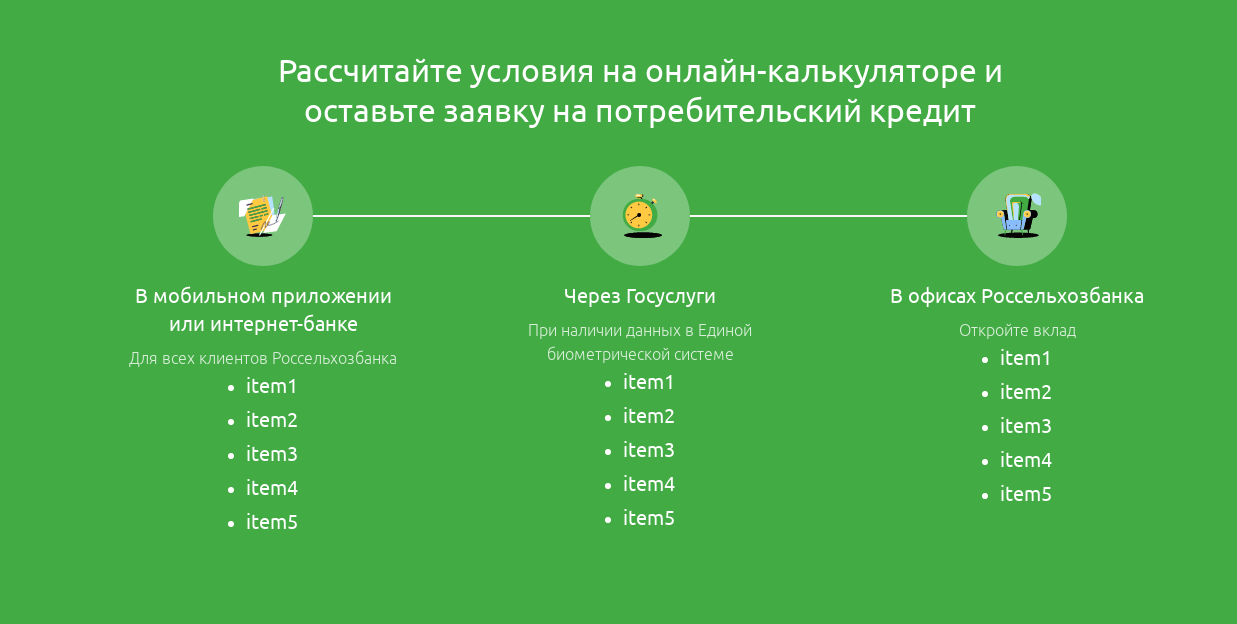 Рассчитайте условия на онлайн-калькуляторе и
оставьте заявку на потребительский кредит
В мобильном приложении
или интернет-банке
Для всех клиентов Россельхозбанка
• item1
• item2
• item3
• item4
• item5
Через Госуслуги
При наличии данных в Единой
биометрической системе
• item1
• item2
• item3
• item4
• item5
В офисах Россельхозбанка
Откройте вклад
• item1
• item2
• item3
• item4
• item5